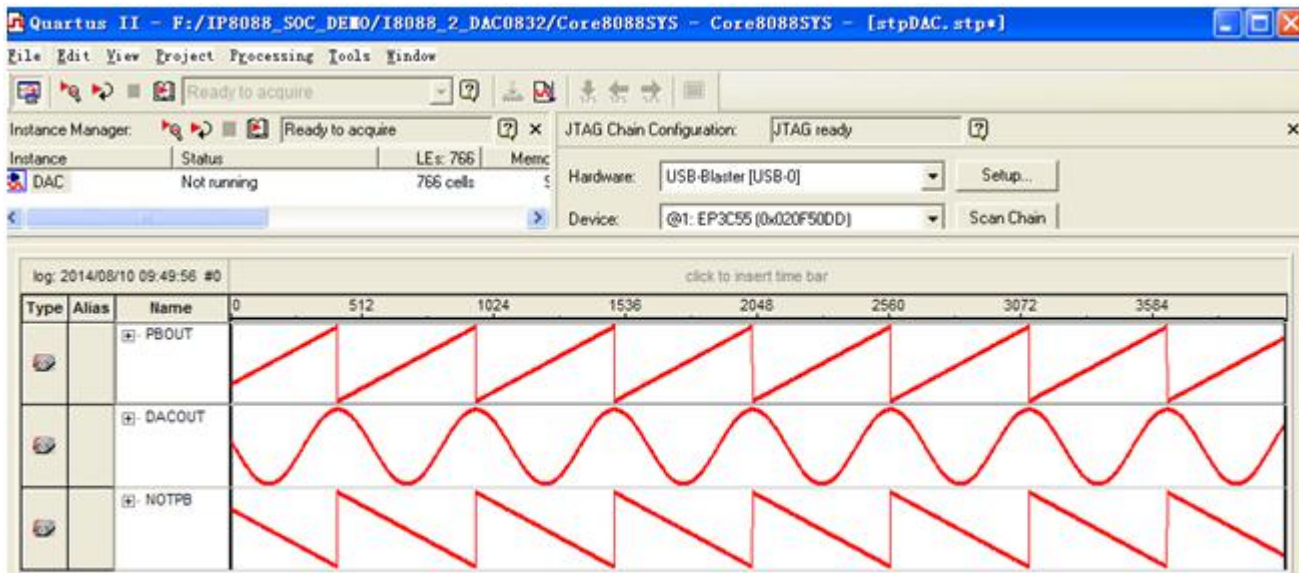 Quartus II - F:/IP8088_SOC_DEMO/I8088_2_DAC0832/Core8088SYS - Core8088SYS - [stpDAC.stp*]
File Edit View Project Processing Tools Window
Ready to acquire
Instance Manager: Ready to acquire
JTAG Chain Configuration: JTAG ready
Instance Status LEs: 766 Memc
DAC Not running 766 cells
Hardware: USB-Blaster [USB-0] Setup...
Device: @1: EP3C55 (0x020F50DD) Scan Chain
log: 2014/08/10 09:49:56 #0 click to insert time bar
Type Alias Name 0 512 1024 1536 2048 2560 3072 3584
PBOUT
DACOUT
NOTPB